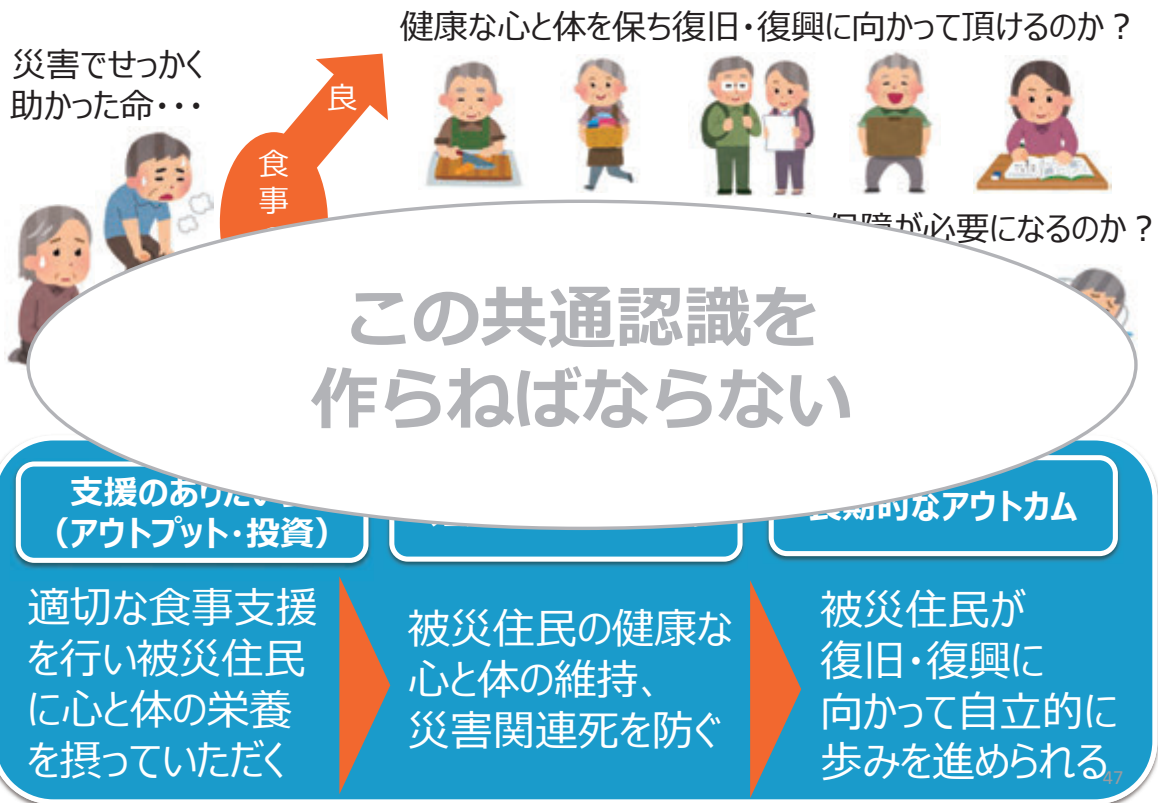 健康な心と体を保ち復旧・復興に向かって頂けるのか？
災害でせっかく
助かった命・・・
良
食
事
保障が必要になるのか？
この共通認識を
作らねばならない
支援のありたい
（アウトプット・投資）
期的なアウトカム
適切な食事支援
を行い被災住民
に心と体の栄養
を摂っていただく
被災住民の健康な
心と体の維持、
災害関連死を防ぐ
被災住民が
復旧・復興に
向かって自立的に
歩みを進められる
47